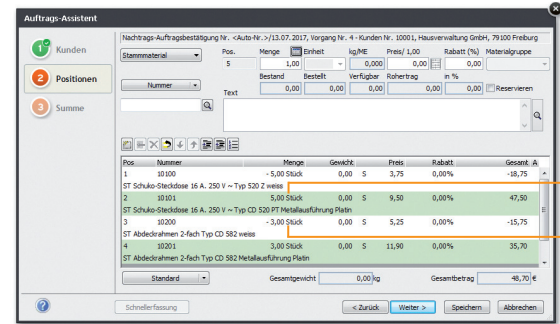 Auftrags-Assistent
Nachtrags-Auftragsbestätigung Nr. <Auto-Nr.>/13.07.2017, Vorgang Nr. 4 - Kunden Nr. 10001, Hausverwaltung GmbH, 79100 Freiburg
1 Kunden
2 Positionen
3 Summe
Stammmaterial Pos. Menge Einheit kg/ME Preis/ 1,00 Rabatt (%) Materialgruppe
5 1,00 0,000 0,00 0,00
Nummer Bestand Bestellt Verfügbar Rohertrag in %
0,00 0,00 0,00 0,00 0,00 Reservieren
Text
Pos Nummer Menge Gewicht Preis Rabatt Gesamt A
1 10100 - 5,00 Stück 0,00 S 3,75 0,00% -18,75
ST Schuko-Steckdose 16 A. 250 V ~ Typ 520 Z weiss
2 10101 5,00 Stück 0,00 S 9,50 0,00% 47,50
ST Schuko-Steckdose 16 A. 250 V ~ Typ CD 520 PT Metallausführung Platin
3 10200 - 3,00 Stück 0,00 S 5,25 0,00% -15,75
ST Abdeckrahmen 2-fach Typ CD 582 weiss
4 10201 3,00 Stück 0,00 S 11,90 0,00% 35,70
ST Abdeckrahmen 2-fach Typ CD 582 Metallausführung Platin
Standard Gesamtgewicht 0,00 kg Gesamtbetrag 48,70 €
? Schnellerfassung < Zurück Weiter > Speichern Abbrechen